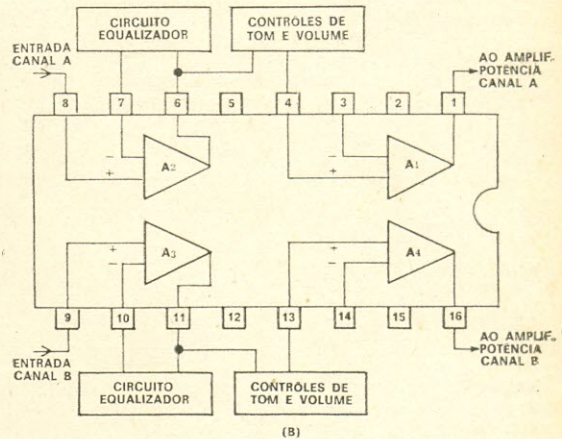 CIRCUITO
EQUALIZADOR
CONTRÔLES DE
TOM E VOLUME
ENTRADA
CANAL A
AO AMPLIF.
POTÊNCIA
CANAL A
8 7 6 5 4 3 2 1
− A2
+
− A1
+
+ A3
−
+ A4
−
9 10 11 12 13 14 15 16
ENTRADA
CANAL B
AO AMPLIF.
POTÊNCIA
CANAL B
CIRCUITO
EQUALIZADOR
CONTRÔLES DE
TOM E VOLUME
(B)